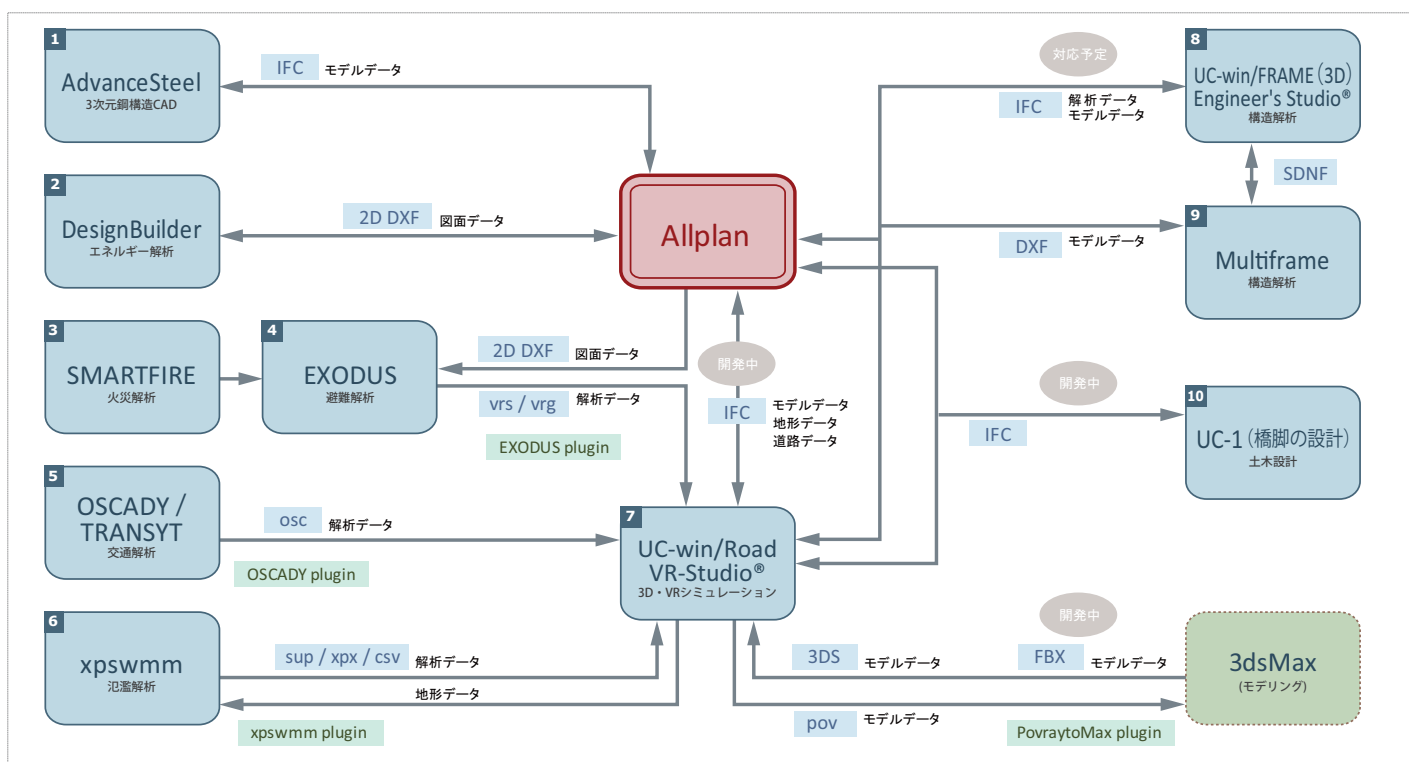 1
AdvanceSteel
3次元鋼構造CAD
IFC モデルデータ
対応予定
IFC 解析データ
モデルデータ
8
UC-win/FRAME(3D)
Engineer's Studio®
構造解析
SDNF
2
DesignBuilder
エネルギー解析
2D DXF 図面データ
Allplan
DXF モデルデータ
9
Multiframe
構造解析
3
SMARTFIRE
火災解析
4
EXODUS
避難解析
2D DXF 図面データ
vrs / vrg 解析データ
EXODUS plugin
開発中
IFC モデルデータ
地形データ
道路データ
開発中
IFC
10
UC-1(橋脚の設計)
土木設計
5
OSCADY /
TRANSYT
交通解析
osc 解析データ
OSCADY plugin
7
UC-win/Road
VR-Studio®
3D・VRシミュレーション
6
xpswmm
氾濫解析
sup / xpx / csv 解析データ
地形データ
xpswmm plugin
開発中
3DS モデルデータ
FBX モデルデータ
pov モデルデータ
PovraytoMax plugin
3dsMax
(モデリング)